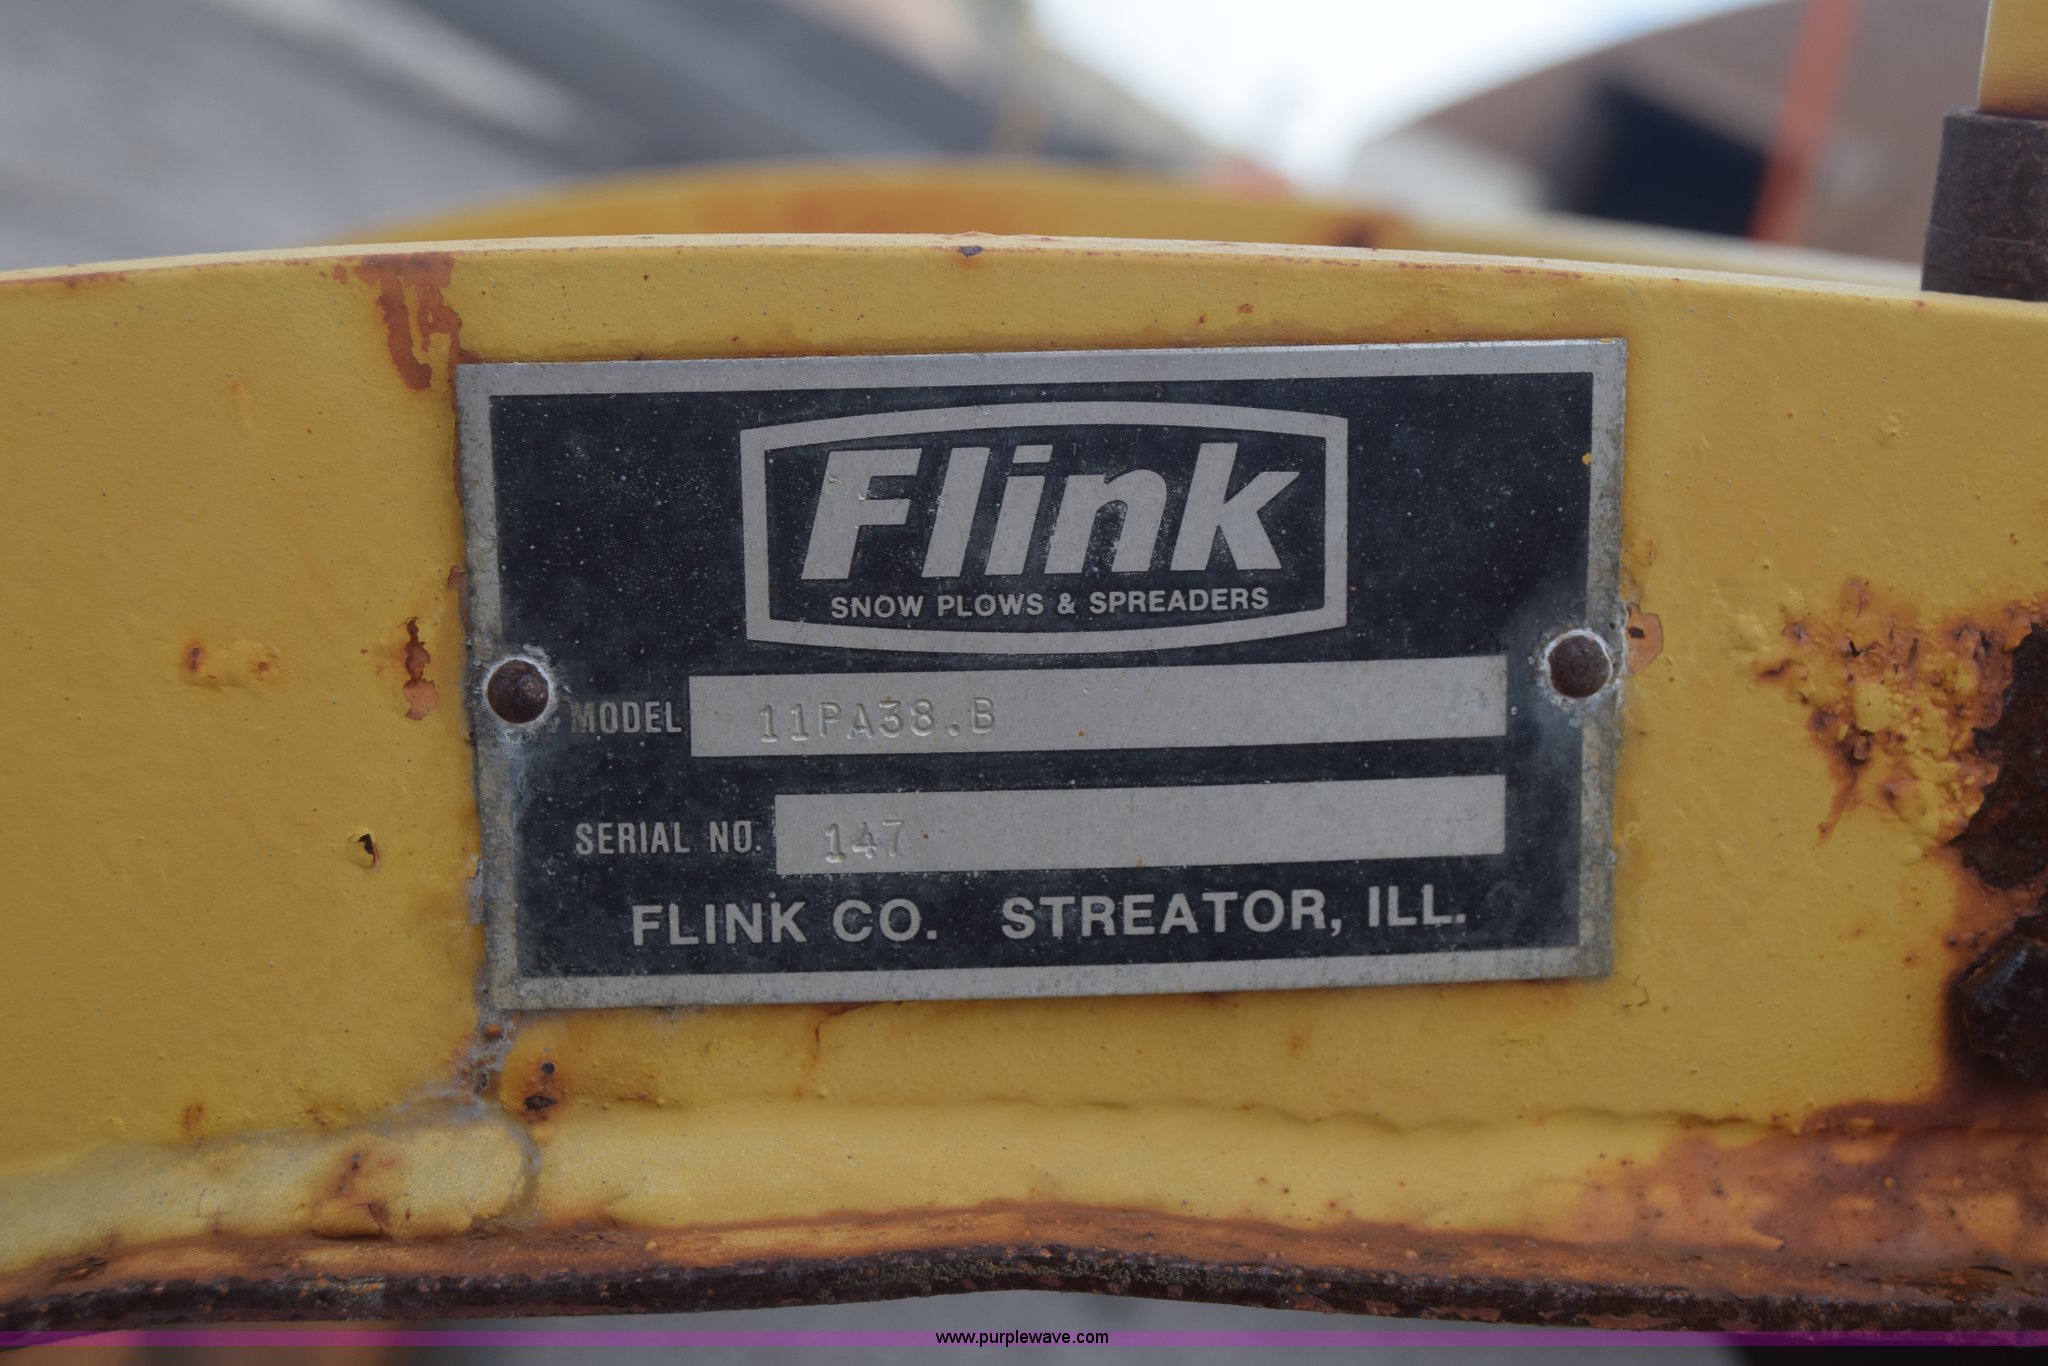 Flink
SNOW PLOWS & SPREADERS
MODEL 11PA38.B
SERIAL NO. 147
FLINK CO. STREATOR, ILL.
www.purplewave.com